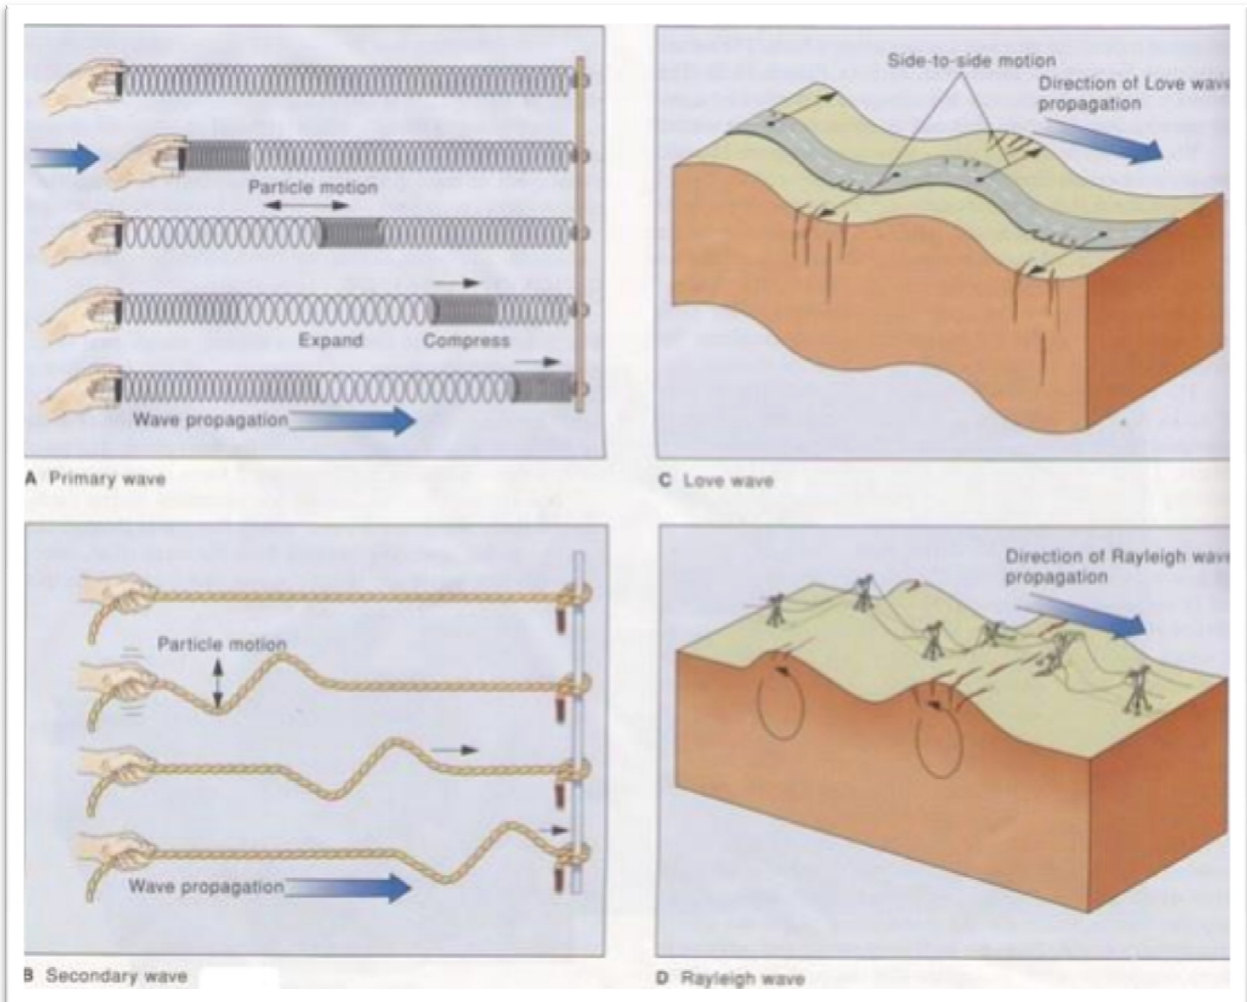 Particle motion
Expand Compress
Wave propagation
A Primary wave
Side-to-side motion
Direction of Love wave
propagation
C Love wave
Particle motion
Wave propagation
B Secondary wave
Direction of Rayleigh wave
propagation
D Rayleigh wave